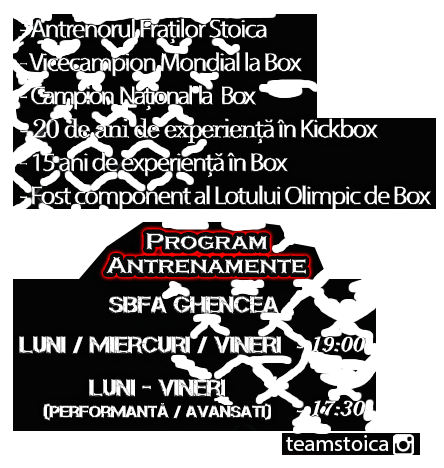 - Antrenorul Fraților Stoica
- Vicecampion Mondial la Box
- Campion Național la Box
- 20 de ani de experiență în Kickbox
- 15 ani de experiență în Box
- Fost component al Lotului Olimpic de Box
PROGRAM
ANTRENAMENTE
SBFA GHENCEA
LUNI / MIERCURI / VINERI - 19:00
LUNI - VINERI
(PERFORMANTĂ / AVANSATI) - 17:30
teamstoica